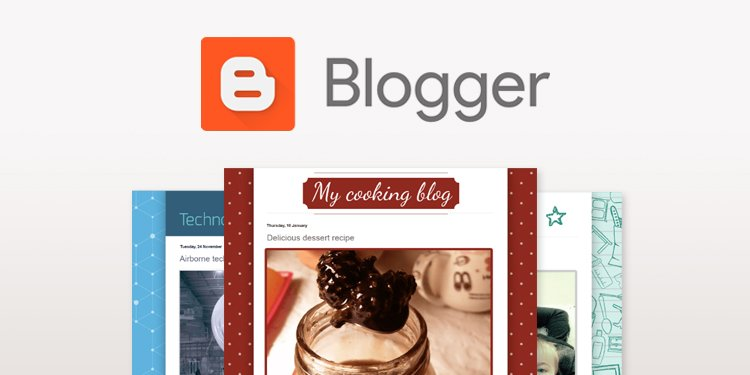 Blogger
My cooking blog
Thursday, 10 January
Delicious dessert recipe
Techno
Tuesday, 24 November
Airborne tec